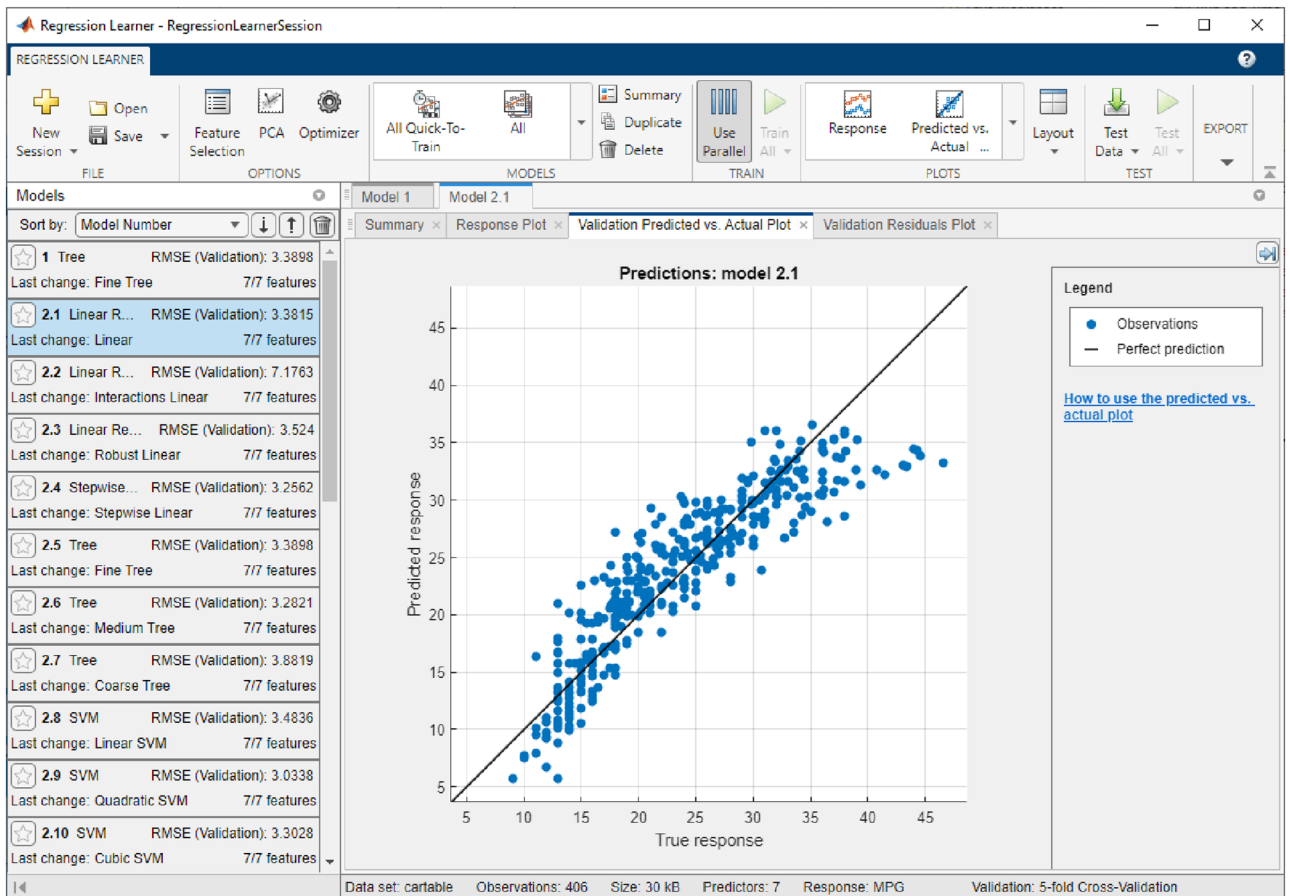 Regression Learner - RegressionLearnerSession
REGRESSION LEARNER
New Session
Open
Save
FILE
Feature Selection
PCA
Optimizer
OPTIONS
All Quick-To-Train
All
Summary
Duplicate
Delete
MODELS
Use Parallel
Train All
TRAIN
Response
Predicted vs. Actual ...
Layout
PLOTS
Test Data
Test All
TEST
EXPORT
Models
Sort by: Model Number
1 Tree RMSE (Validation): 3.3898
Last change: Fine Tree 7/7 features
2.1 Linear R... RMSE (Validation): 3.3815
Last change: Linear 7/7 features
2.2 Linear R... RMSE (Validation): 7.1763
Last change: Interactions Linear 7/7 features
2.3 Linear Re... RMSE (Validation): 3.524
Last change: Robust Linear 7/7 features
2.4 Stepwise... RMSE (Validation): 3.2562
Last change: Stepwise Linear 7/7 features
2.5 Tree RMSE (Validation): 3.3898
Last change: Fine Tree 7/7 features
2.6 Tree RMSE (Validation): 3.2821
Last change: Medium Tree 7/7 features
2.7 Tree RMSE (Validation): 3.8819
Last change: Coarse Tree 7/7 features
2.8 SVM RMSE (Validation): 3.4836
Last change: Linear SVM 7/7 features
2.9 SVM RMSE (Validation): 3.0338
Last change: Quadratic SVM 7/7 features
2.10 SVM RMSE (Validation): 3.3028
Last change: Cubic SVM 7/7 features
Model 1 Model 2.1
Summary Response Plot Validation Predicted vs. Actual Plot Validation Residuals Plot
Predictions: model 2.1
45
40
35
30
25
20
15
10
5
Predicted response
5 10 15 20 25 30 35 40 45
True response
Legend
Observations
Perfect prediction
How to use the predicted vs.
actual plot
Data set: cartable Observations: 406 Size: 30 kB Predictors: 7 Response: MPG Validation: 5-fold Cross-Validation